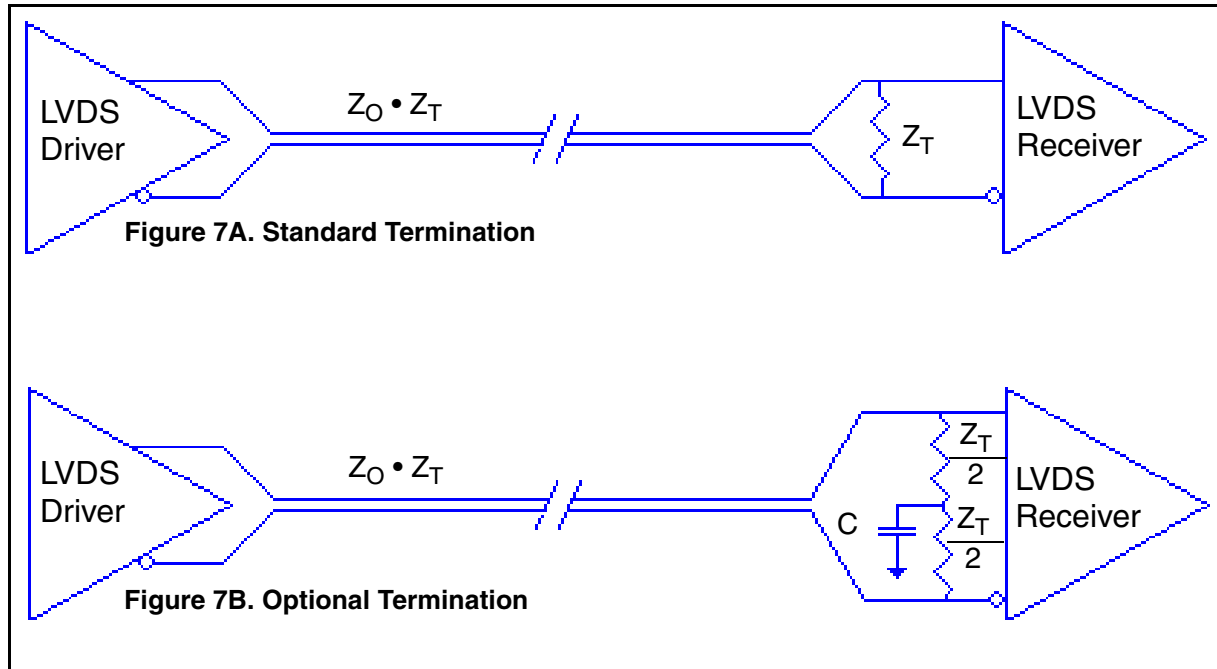 LVDS
Driver
Z_O • Z_T
Z_T
LVDS
Receiver
Figure 7A. Standard Termination
LVDS
Driver
Z_O • Z_T
C
Z_T
2
Z_T
2
LVDS
Receiver
Figure 7B. Optional Termination